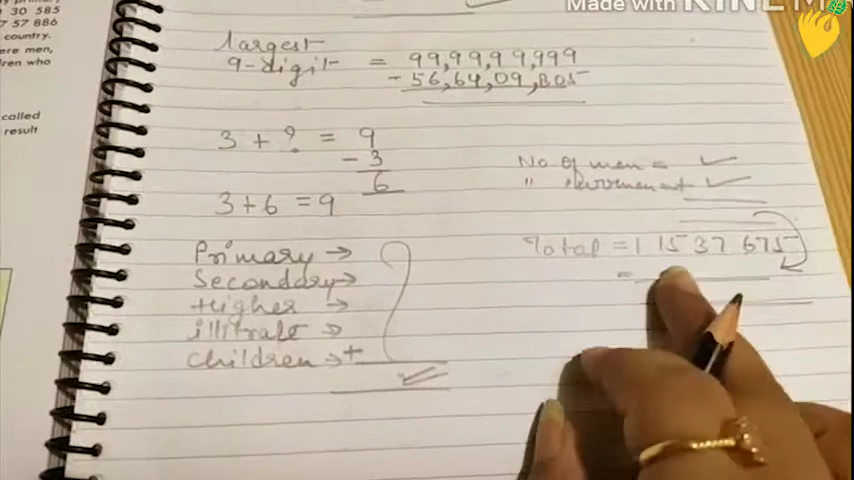 Made with KINEM
1 30 585
7 57 886
country.
ere men,
ren who
called
result
largest
9-digit = 99,99,99,999
- 56,64,09,805
3 + ? = 9
- 3
6
3+6 = 9
Primary →
Secondary →
Higher →
illitrate →
children → +
No. of men = ✓
" women = ✓
Total = 1 15 37 675
=